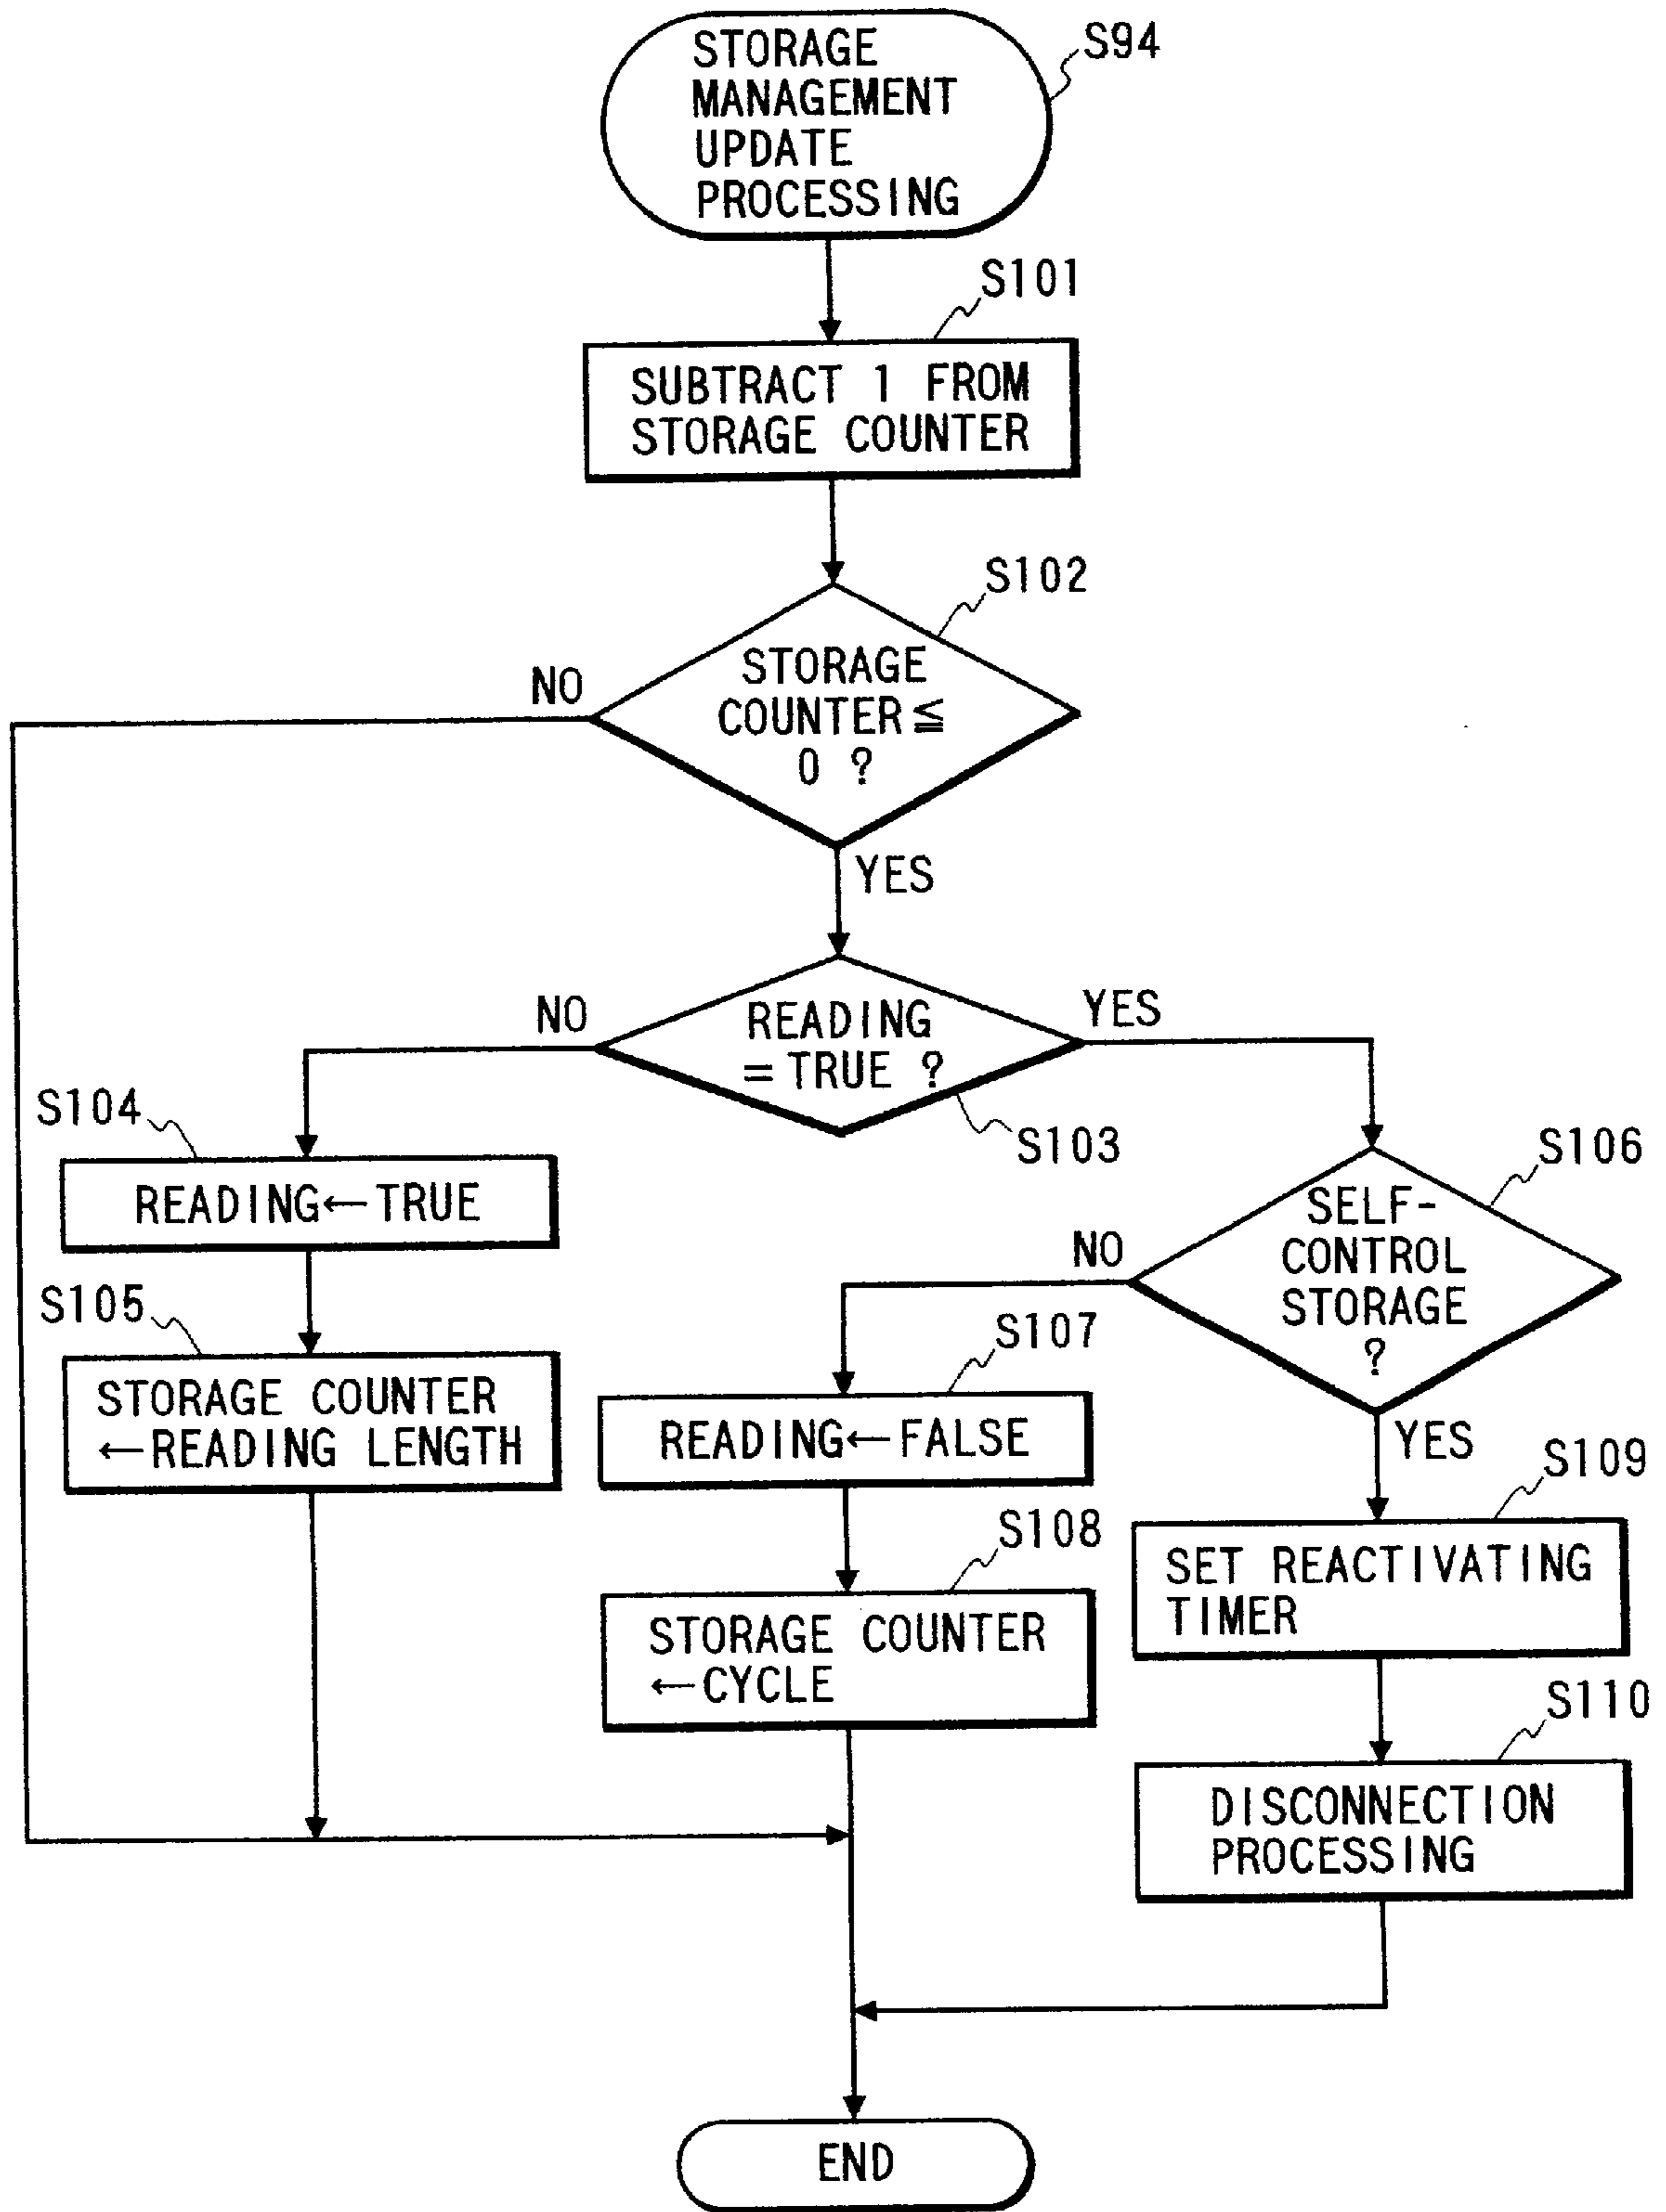 STORAGE
MANAGEMENT
UPDATE
PROCESSING
S94
S101
SUBTRACT 1 FROM
STORAGE COUNTER
S102
STORAGE
COUNTER≦
0 ?
NO
YES
READING
=TRUE ?
NO
YES
S103
S104
READING←TRUE
S105
STORAGE COUNTER
←READING LENGTH
S106
SELF-
CONTROL
STORAGE
?
NO
YES
S107
READING←FALSE
S108
STORAGE COUNTER
←CYCLE
S109
SET REACTIVATING
TIMER
S110
DISCONNECTION
PROCESSING
END